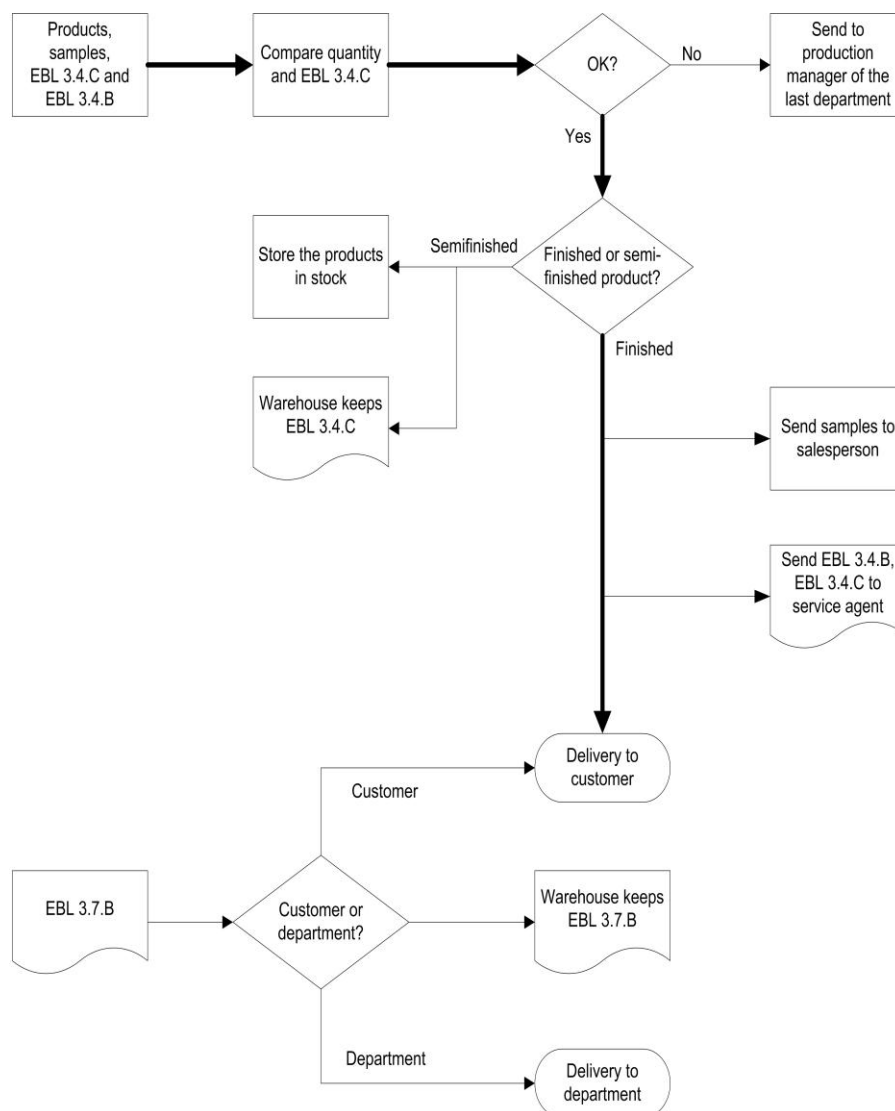 Products,
samples,
EBL 3.4.C and
EBL 3.4.B
Compare quantity
and EBL 3.4.C
OK?
No
Send to
production
manager of the
last department
Yes
Semifinished
Store the products
in stock
Finished or semi-
finished product?
Finished
Warehouse keeps
EBL 3.4.C
Send samples to
salesperson
Send EBL 3.4.B,
EBL 3.4.C to
service agent
Delivery to
customer
Customer
EBL 3.7.B
Customer or
department?
Warehouse keeps
EBL 3.7.B
Department
Delivery to
department